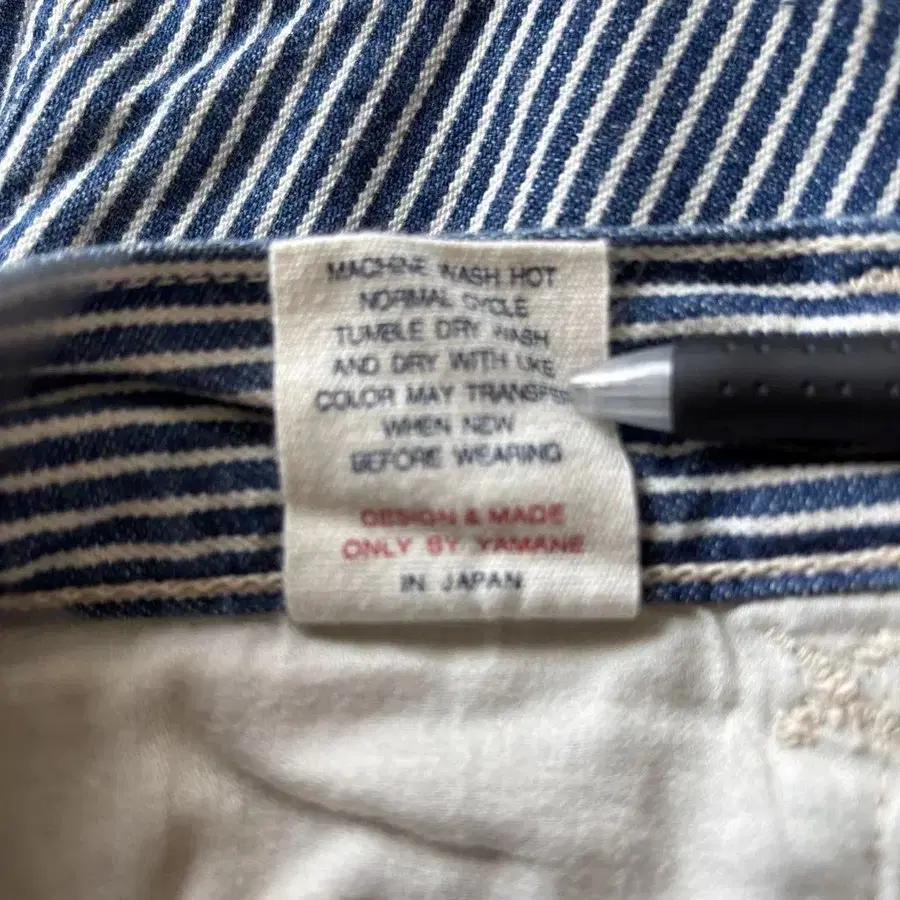 MACHINE WASH HOT
NORMAL CYCLE
TUMBLE DRY WASH
AND DRY WITH LIKE
COLOR MAY TRANSFER
WHEN NEW
BEFORE WEARING
DESIGN & MADE
ONLY BY YAMANE
IN JAPAN